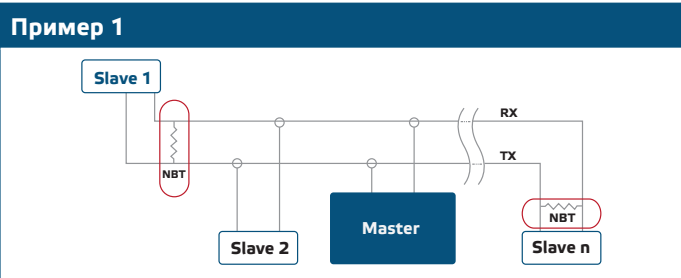 Пример 1
Slave 1
RX
TX
NBT
NBT
Master
Slave 2
Slave n